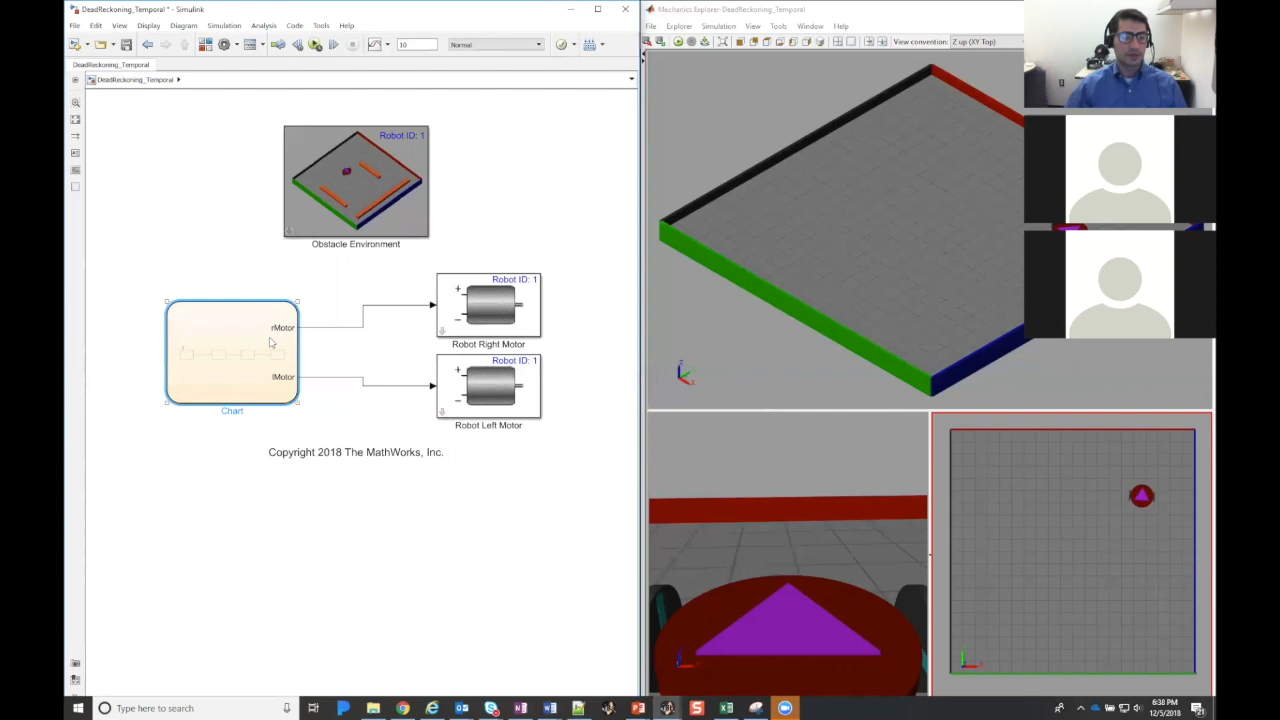 DeadReckoning_Temporal * - Simulink
File Edit View Display Diagram Simulation Analysis Code Tools Help
10
Normal
DeadReckoning_Temporal
DeadReckoning_Temporal
Robot ID: 1
Obstacle Environment
rMotor
lMotor
Chart
Robot ID: 1
Robot Right Motor
Robot ID: 1
Robot Left Motor
Copyright 2018 The MathWorks, Inc.
Mechanics Explorer-DeadReckoning_Temporal
File Explorer Simulation View Tools Window Help
View convention: Z up (XY Top)
Type here to search
6:38 PM
12/5/2018